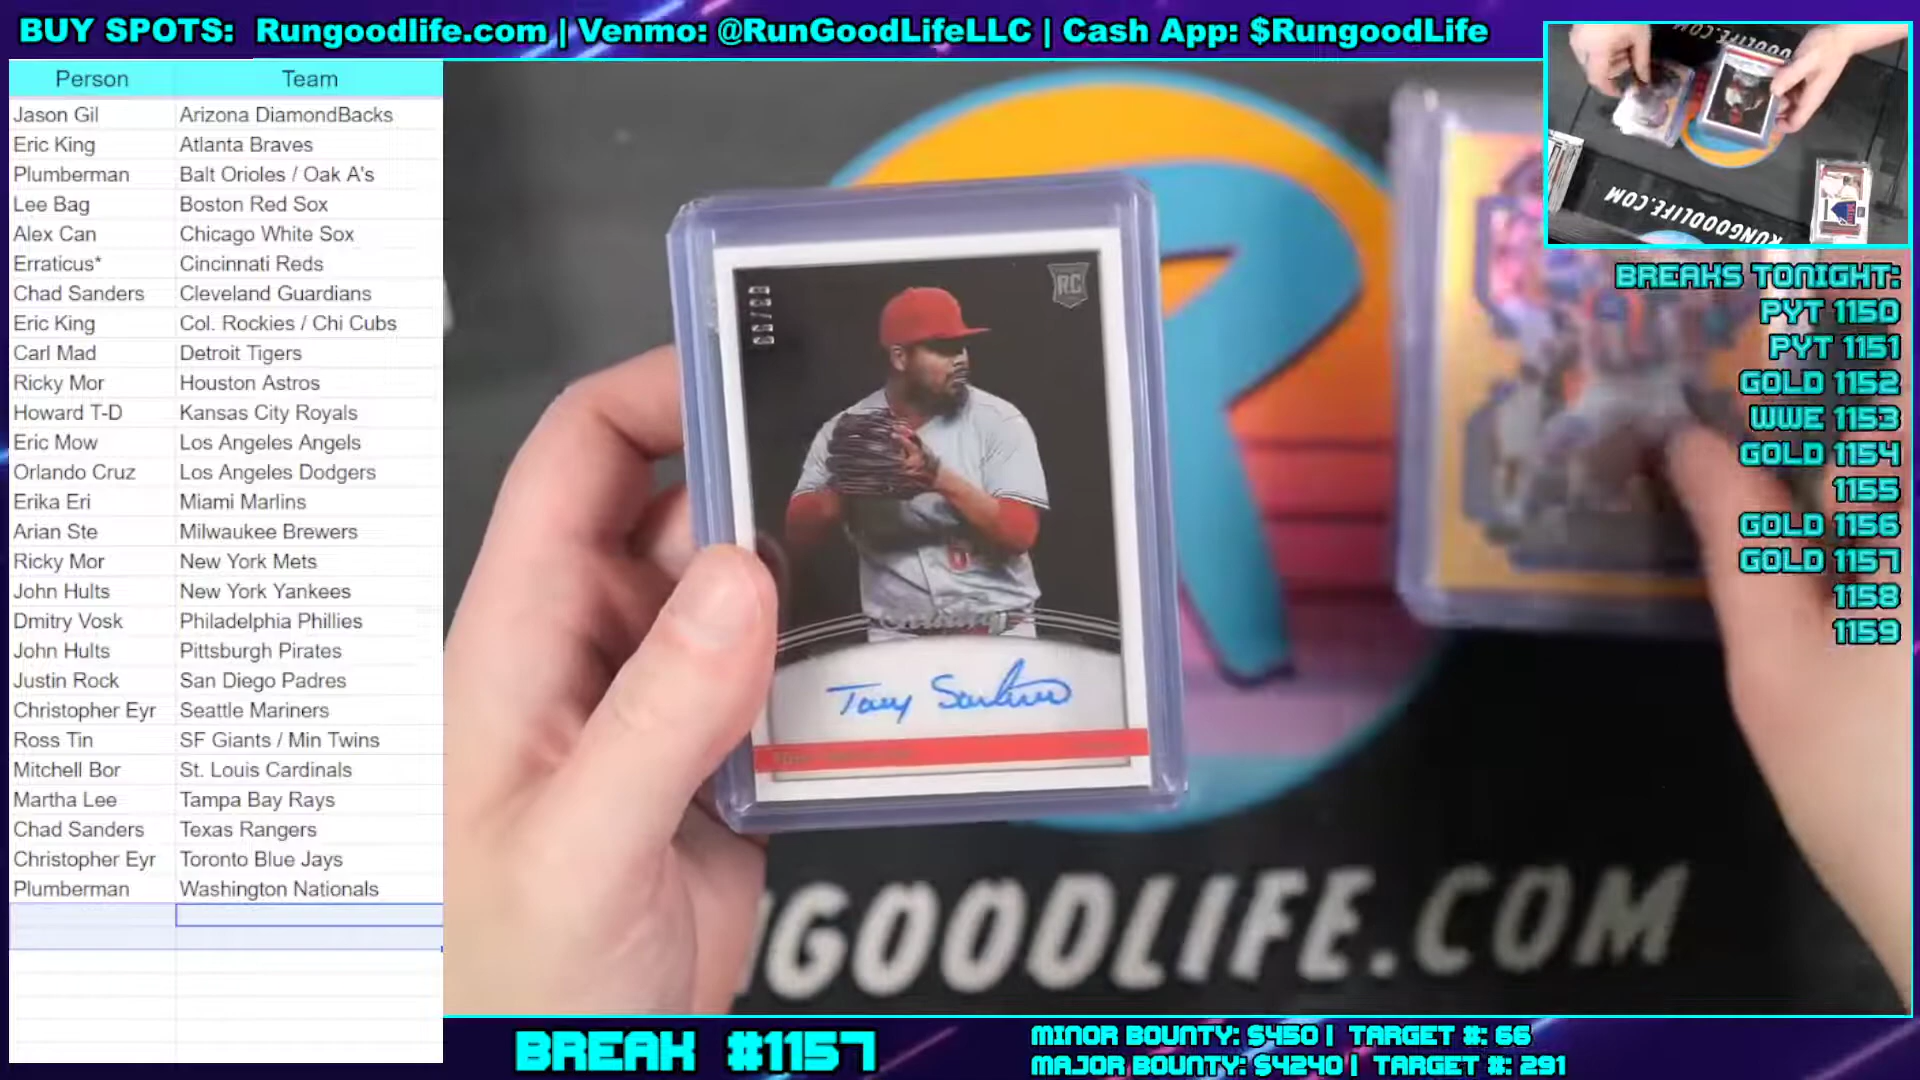 BUY SPOTS: Rungoodlife.com | Venmo: @RunGoodLifeLLC | Cash App: $RungoodLife
Person Team
Jason Gil Arizona DiamondBacks
Eric King Atlanta Braves
Plumberman Balt Orioles / Oak A's
Lee Bag Boston Red Sox
Alex Can Chicago White Sox
Erraticus* Cincinnati Reds
Chad Sanders Cleveland Guardians
Eric King Col. Rockies / Chi Cubs
Carl Mad Detroit Tigers
Ricky Mor Houston Astros
Howard T-D Kansas City Royals
Eric Mow Los Angeles Angels
Orlando Cruz Los Angeles Dodgers
Erika Eri Miami Marlins
Arian Ste Milwaukee Brewers
Ricky Mor New York Mets
John Hults New York Yankees
Dmitry Vosk Philadelphia Phillies
John Hults Pittsburgh Pirates
Justin Rock San Diego Padres
Christopher Eyr Seattle Mariners
Ross Tin SF Giants / Min Twins
Mitchell Bor St. Louis Cardinals
Martha Lee Tampa Bay Rays
Chad Sanders Texas Rangers
Christopher Eyr Toronto Blue Jays
Plumberman Washington Nationals
RC
Tony
R
GOODLIFE.COM
RUNGOODLIFE.COM
BREAKS TONIGHT:
PYT 1150
PYT 1151
GOLD 1152
WWE 1153
GOLD 1154
1155
GOLD 1156
GOLD 1157
1158
1159
BREAK #1157
MINOR BOUNTY: $450 | TARGET #: 66
MAJOR BOUNTY: $4240 | TARGET #: 291